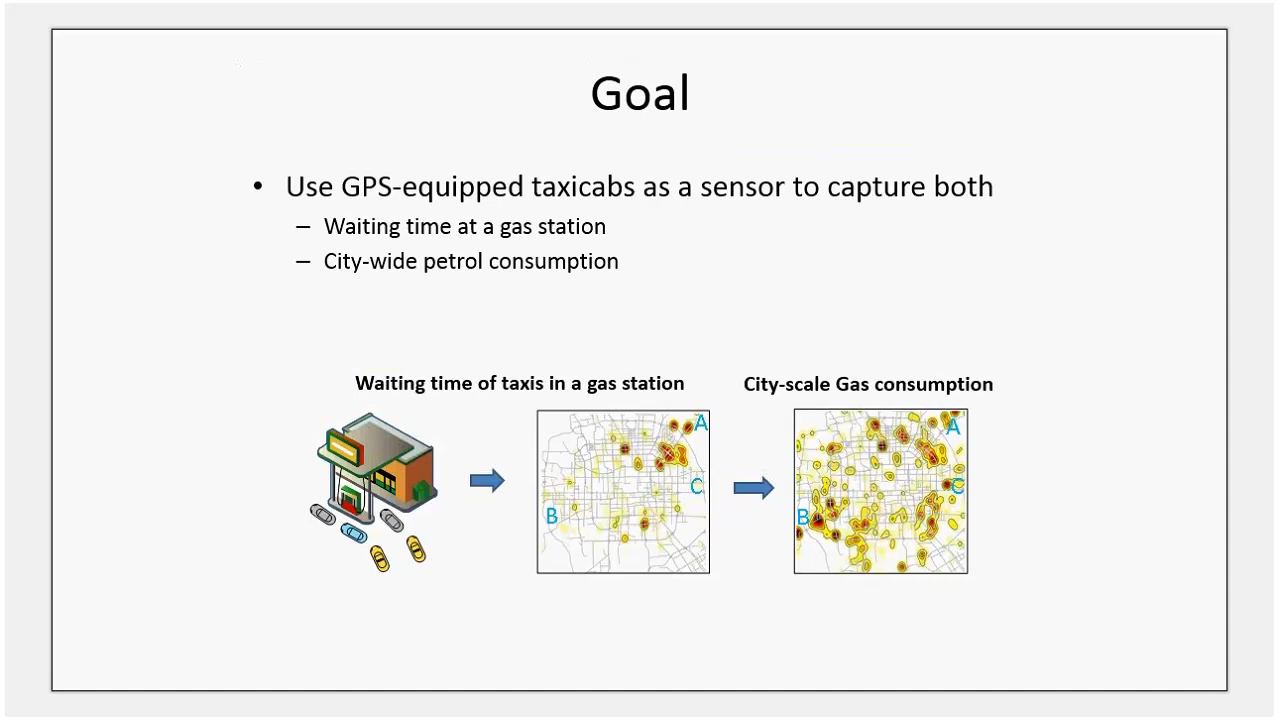 Goal
• Use GPS-equipped taxicabs as a sensor to capture both
– Waiting time at a gas station
– City-wide petrol consumption
Waiting time of taxis in a gas station
City-scale Gas consumption
A
C
B
A
C
B